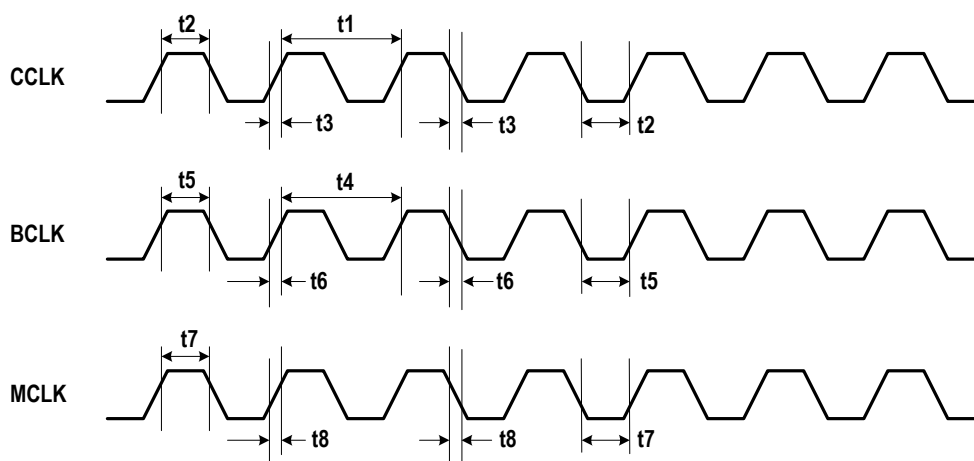 t2 t1
CCLK
t3 t3 t2
t5 t4
BCLK
t6 t6 t5
t7
MCLK
t8 t8 t7